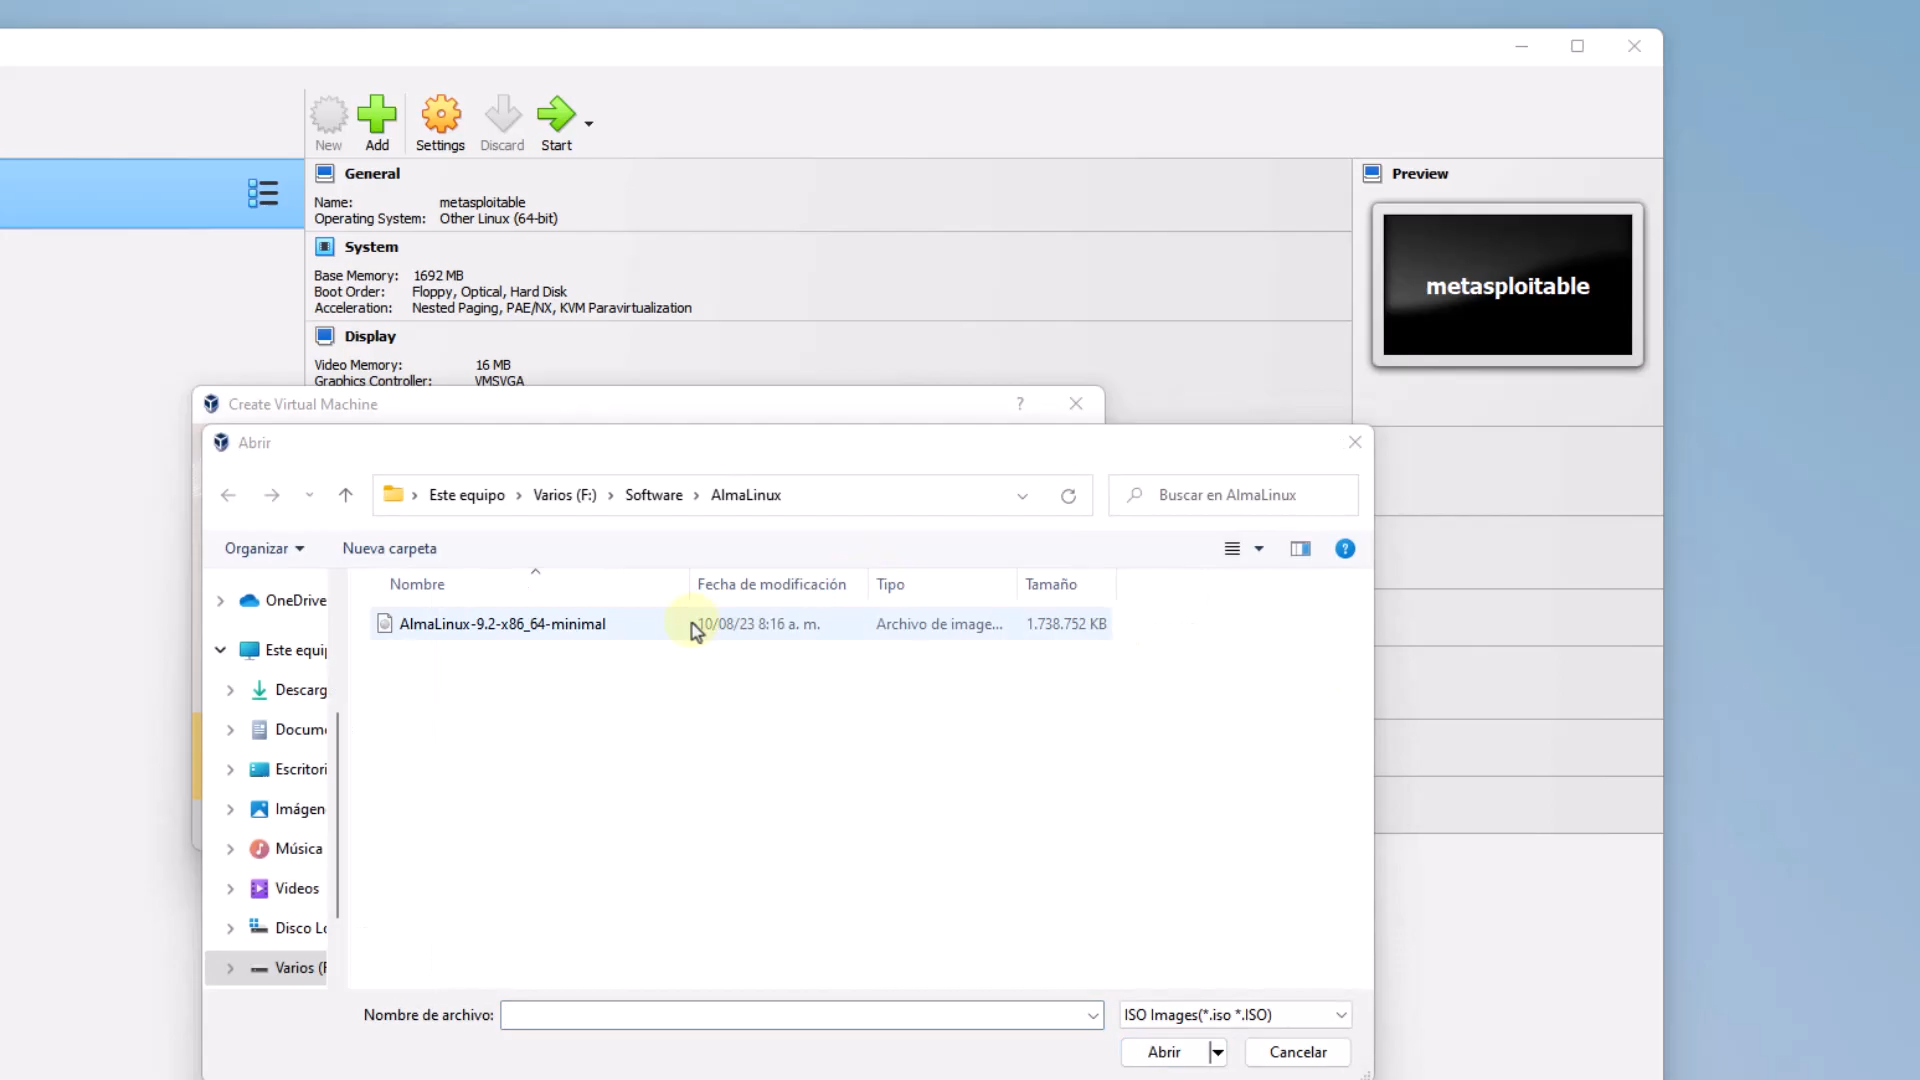 New
Add
Settings
Discard
Start
General
Name: metasploitable
Operating System: Other Linux (64-bit)
System
Base Memory: 1692 MB
Boot Order: Floppy, Optical, Hard Disk
Acceleration: Nested Paging, PAE/NX, KVM Paravirtualization
Display
Video Memory: 16 MB
Graphics Controller: VMSVGA
Preview
metasploitable
Create Virtual Machine
?
Abrir
Este equipo > Varios (F:) > Software > AlmaLinux
Buscar en AlmaLinux
Organizar
Nueva carpeta
?
Nombre
Fecha de modificación
Tipo
Tamaño
AlmaLinux-9.2-x86_64-minimal
10/08/23 8:16 a. m.
Archivo de image...
1.738.752 KB
OneDrive
Este equip
Descarg
Docume
Escritori
Imágen
Música
Videos
Disco Lo
Varios (F
Nombre de archivo:
ISO Images(*.iso *.ISO)
Abrir
Cancelar